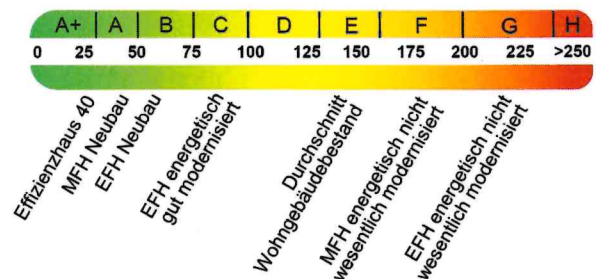 A+ A B C D E F G H
0 25 50 75 100 125 150 175 200 225 >250
Effizienzhaus 40
MFH Neubau
EFH Neubau
EFH energetisch
gut modernisiert
Durchschnitt
Wohngebäudebestand
MFH energetisch nicht
wesentlich modernisiert
EFH energetisch nicht
wesentlich modernisiert